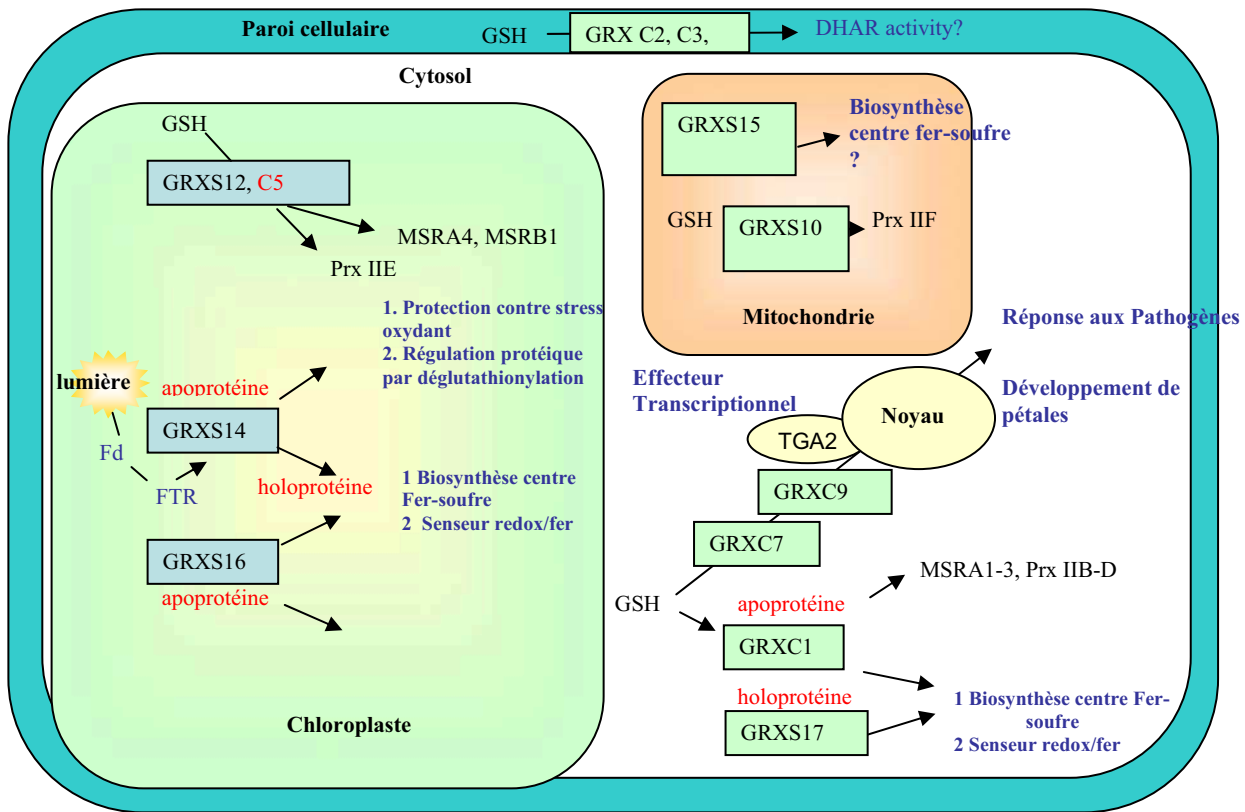 Paroi cellulaire
GSH
GRX C2, C3,
DHAR activity?
Cytosol
GSH
GRXS12, C5
MSRA4, MSRB1
Prx IIE
1. Protection contre stress
oxydant
2. Régulation protéique
par déglutathionylation
lumière
apoprotéine
GRXS14
Fd
FTR
holoprotéine
1 Biosynthèse centre
Fer-soufre
2 Senseur redox/fer
GRXS16
apoprotéine
Chloroplaste
GRXS15
Biosynthèse
centre fer-soufre
?
GSH
GRXS10
Prx IIF
Mitochondrie
Réponse aux Pathogènes
Effecteur
Transcriptionnel
Développement de
pétales
Noyau
TGA2
GRXC9
GRXC7
GSH
MSRA1-3, Prx IIB-D
apoprotéine
GRXC1
holoprotéine
GRXS17
1 Biosynthèse centre Fer-
soufre
2 Senseur redox/fer